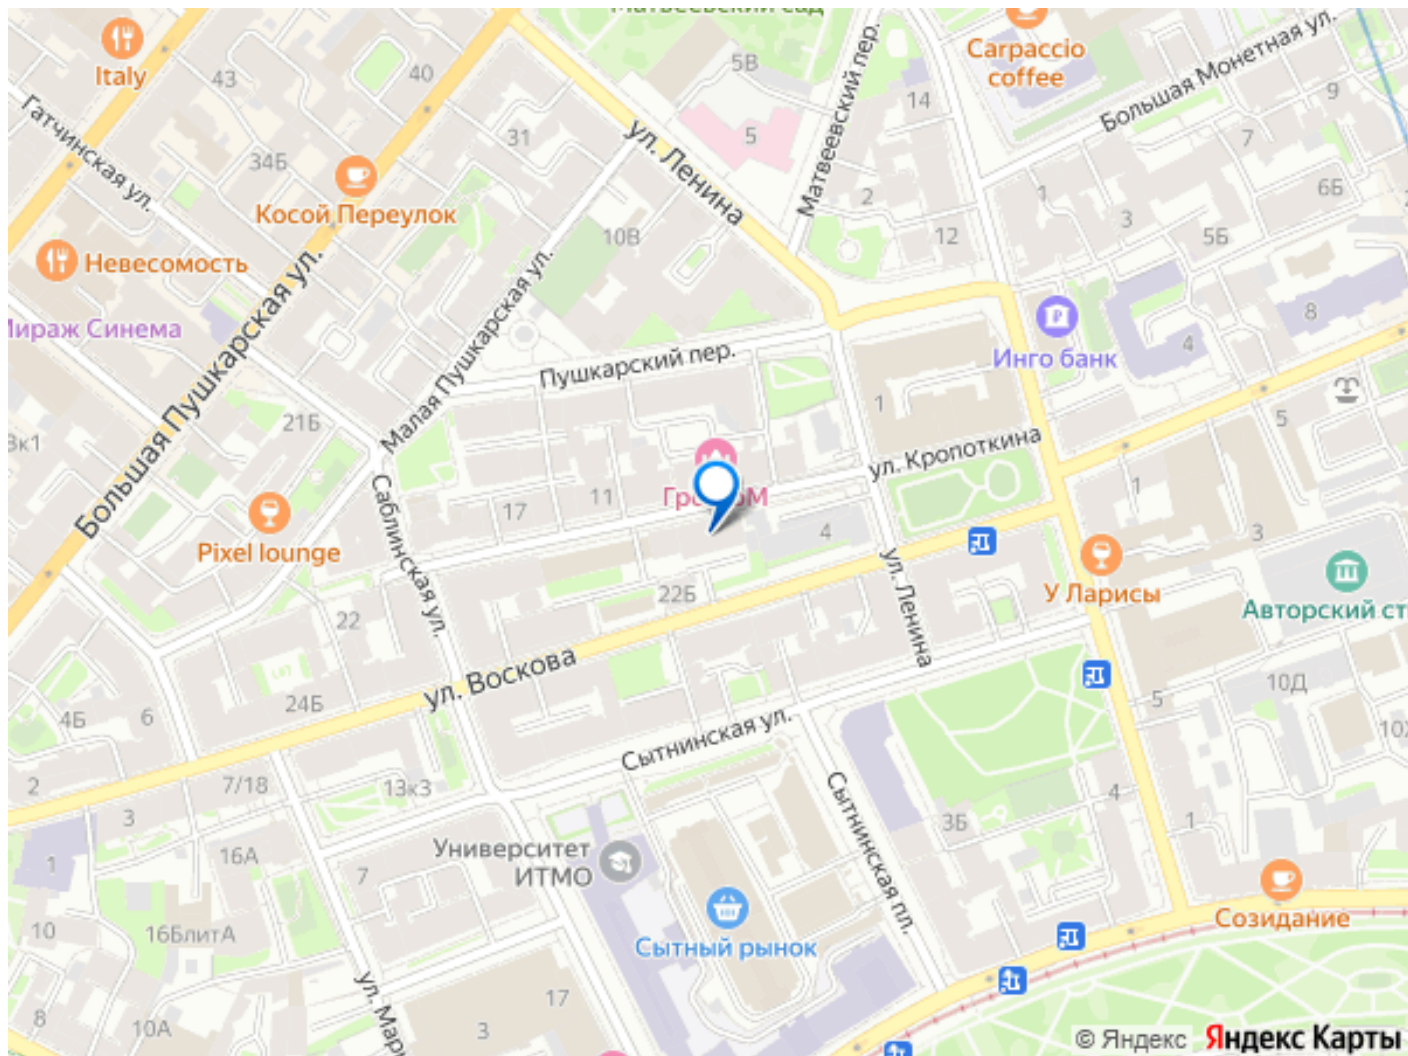 Матвеевский сад
Italy
43
40
5В
Carpaccio
coffee
Большая Монетная ул.
9
14
Матвеевский пер.
7
Гатчинская ул.
31
5
ул. Ленина
34Б
Косой Переулок
2
1
6Б
3
10В
12
5Б
Невесомость
Большая Пушкарская ул.
Малая Пушкарская ул.
8
Мираж Синема
Инго банк
4
Пушкарский пер.
1
5
21Б
3к1
ул. Кропоткина
Саблинская ул.
17
11
1
Pixel lounge
4
3
ул. Ленина
22Б
У Ларисы
Авторский ст
22
ул. Воскова
24Б
4Б
6
Сытнинская ул.
5
10Д
2
7/18
13к3
3
Сытнинская пл.
4
3Б
1
1
16А
7
Университет
ИТМО
10
16БлитА
Сытный рынок
Созидание
8
10А
17
3
© Яндекс Яндекс Карты